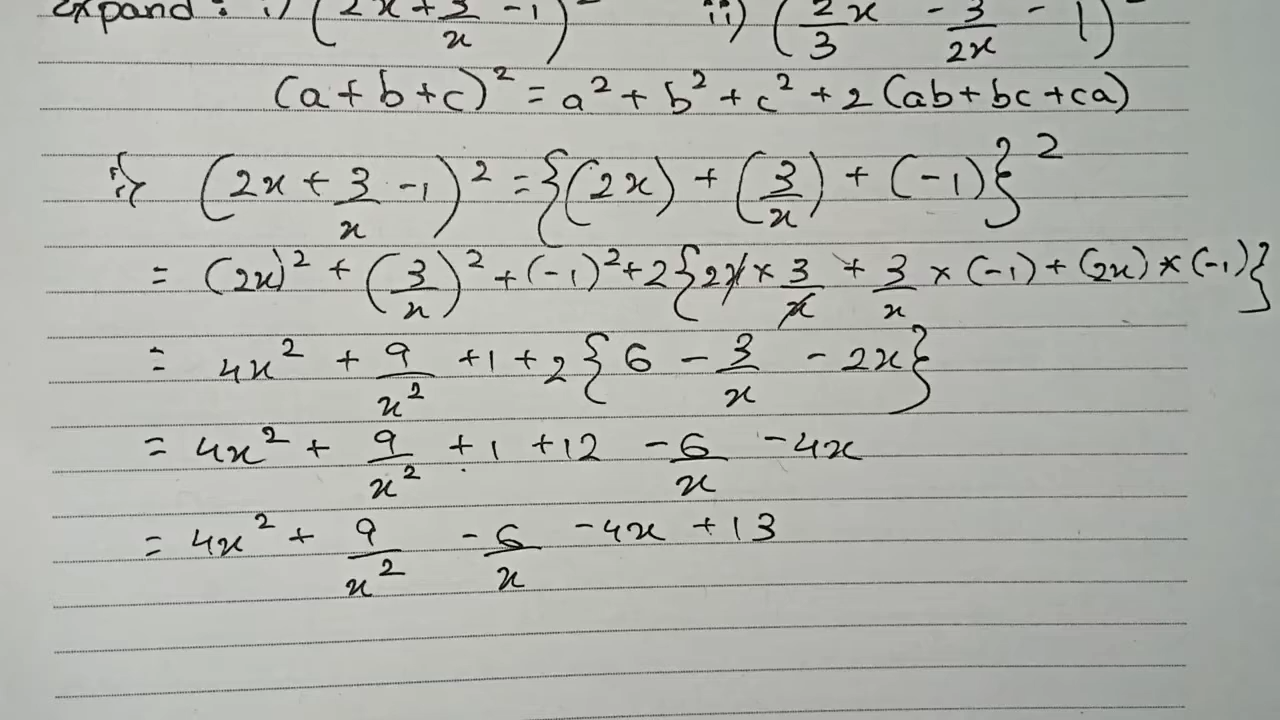 Expand : i) (2x + 3/x - 1)² ii) (2/3 x - 3/2x - 1)²
(a + b + c)² = a² + b² + c² + 2 (ab + bc + ca)
i) (2x + 3/x - 1)² = {(2x) + (3/x) + (-1)}²
= (2x)² + (3/x)² + (-1)² + 2{2x × 3/x + 3/x × (-1) + (2x) × (-1)}
= 4x² + 9/x² + 1 + 2{6 - 3/x - 2x}
= 4x² + 9/x² + 1 + 12 - 6/x - 4x
= 4x² + 9/x² - 6/x - 4x + 13